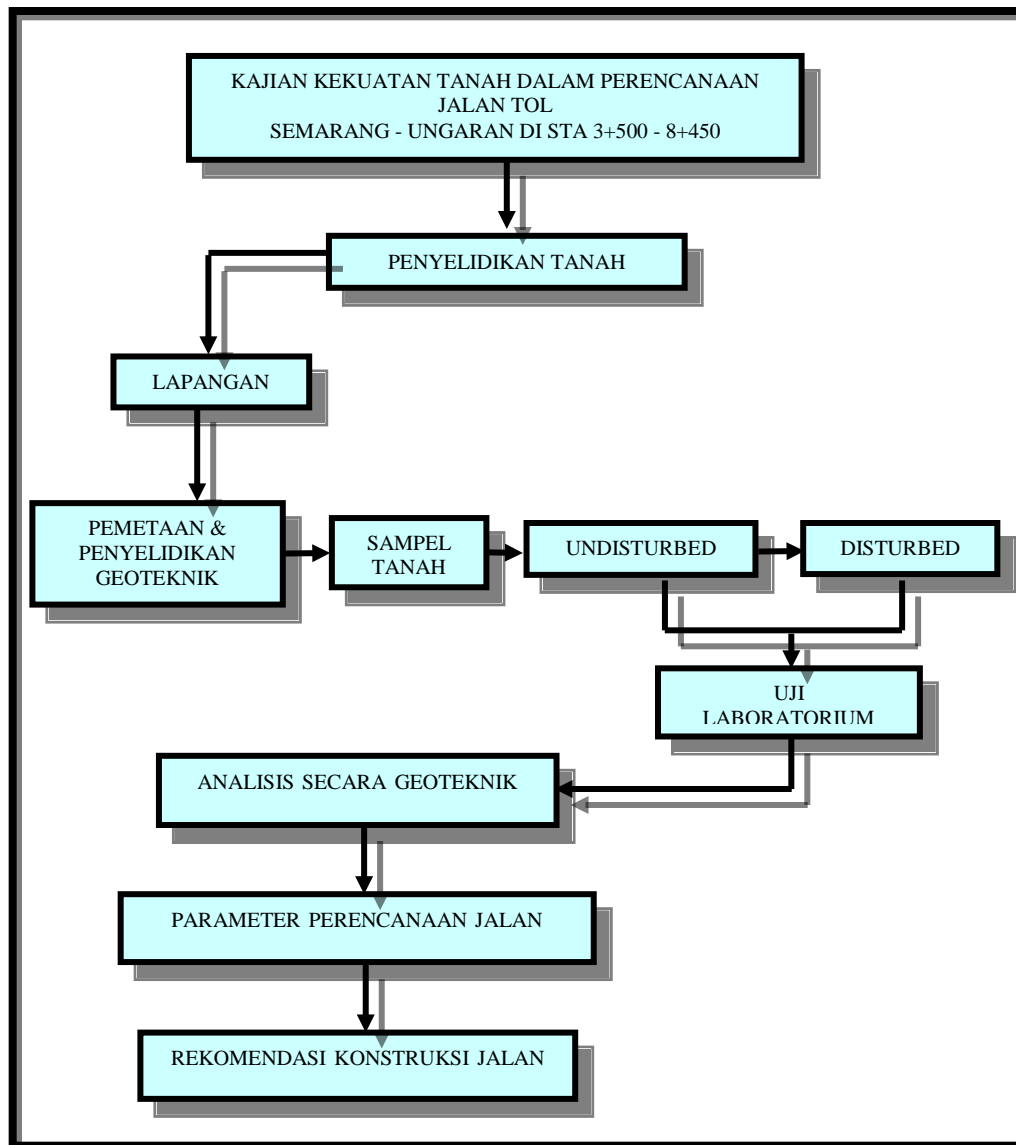 KAJIAN KEKUATAN TANAH DALAM PERENCANAAN
JALAN TOL
SEMARANG - UNGARAN DI STA 3+500 - 8+450
PENYELIDIKAN TANAH
LAPANGAN
PEMETAAN &
PENYELIDIKAN
GEOTEKNIK
SAMPEL
TANAH
UNDISTURBED
DISTURBED
UJI
LABORATORIUM
ANALISIS SECARA GEOTEKNIK
PARAMETER PERENCANAAN JALAN
REKOMENDASI KONSTRUKSI JALAN